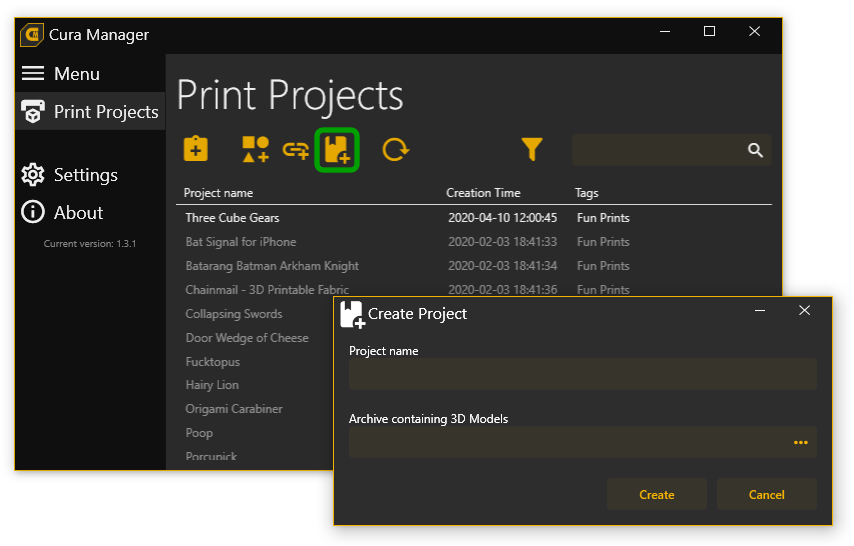 Cura Manager
Menu
Print Projects
Settings
About
Current version: 1.3.1
Print Projects
Project name Creation Time Tags
Three Cube Gears 2020-04-10 12:00:45 Fun Prints
Bat Signal for iPhone 2020-02-03 18:41:33 Fun Prints
Batarang Batman Arkham Knight 2020-02-03 18:41:34 Fun Prints
Chainmail - 3D Printable Fabric 2020-02-03 18:41:36 Fun Prints
Collapsing Swords
Door Wedge of Cheese
Fucktopus
Hairy Lion
Origami Carabiner
Poop
Porcupick
Create Project
Project name
Archive containing 3D Models
Create Cancel